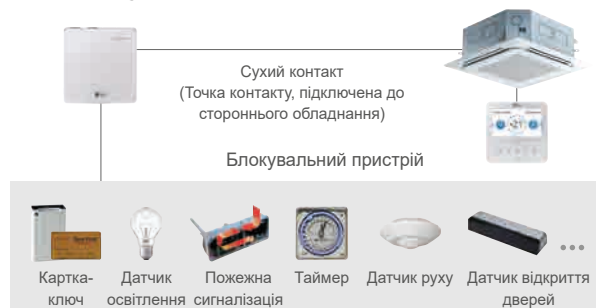 Сухий контакт
(Точка контакту, підключена до
стороннього обладнання)
Блокувальний пристрій
Картка-
ключ
Датчик
освітлення
Пожежна
сигналізація
Таймер
Датчик руху
Датчик відкриття
дверей